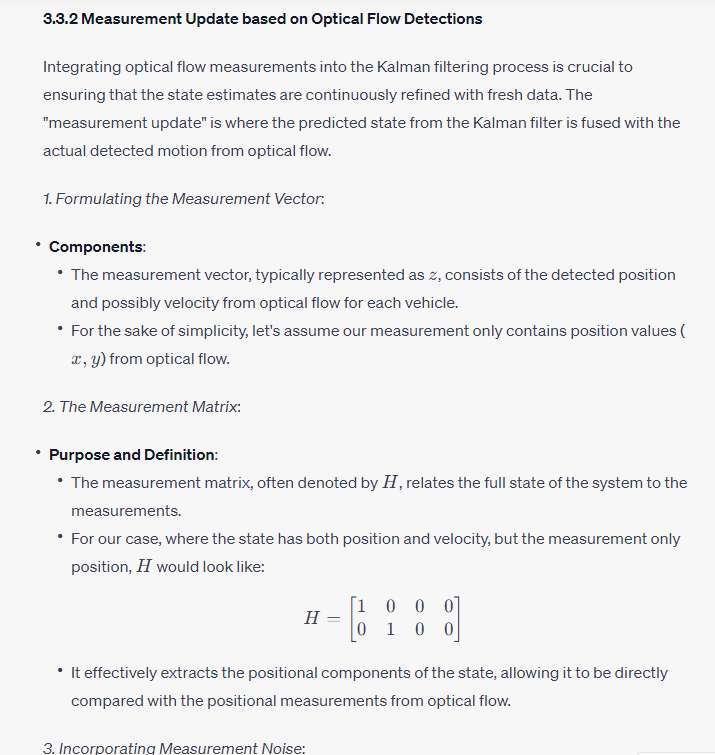 3.3.2 Measurement Update based on Optical Flow Detections
Integrating optical flow measurements into the Kalman filtering process is crucial to
ensuring that the state estimates are continuously refined with fresh data. The
"measurement update" is where the predicted state from the Kalman filter is fused with the
actual detected motion from optical flow.
1. Formulating the Measurement Vector:
• Components:
• The measurement vector, typically represented as z, consists of the detected position
and possibly velocity from optical flow for each vehicle.
• For the sake of simplicity, let's assume our measurement only contains position values (
x, y) from optical flow.
2. The Measurement Matrix:
• Purpose and Definition:
• The measurement matrix, often denoted by H, relates the full state of the system to the
measurements.
• For our case, where the state has both position and velocity, but the measurement only
position, H would look like:
H = [1 0 0 0
0 1 0 0]
• It effectively extracts the positional components of the state, allowing it to be directly
compared with the positional measurements from optical flow.
3. Incorporating Measurement Noise: